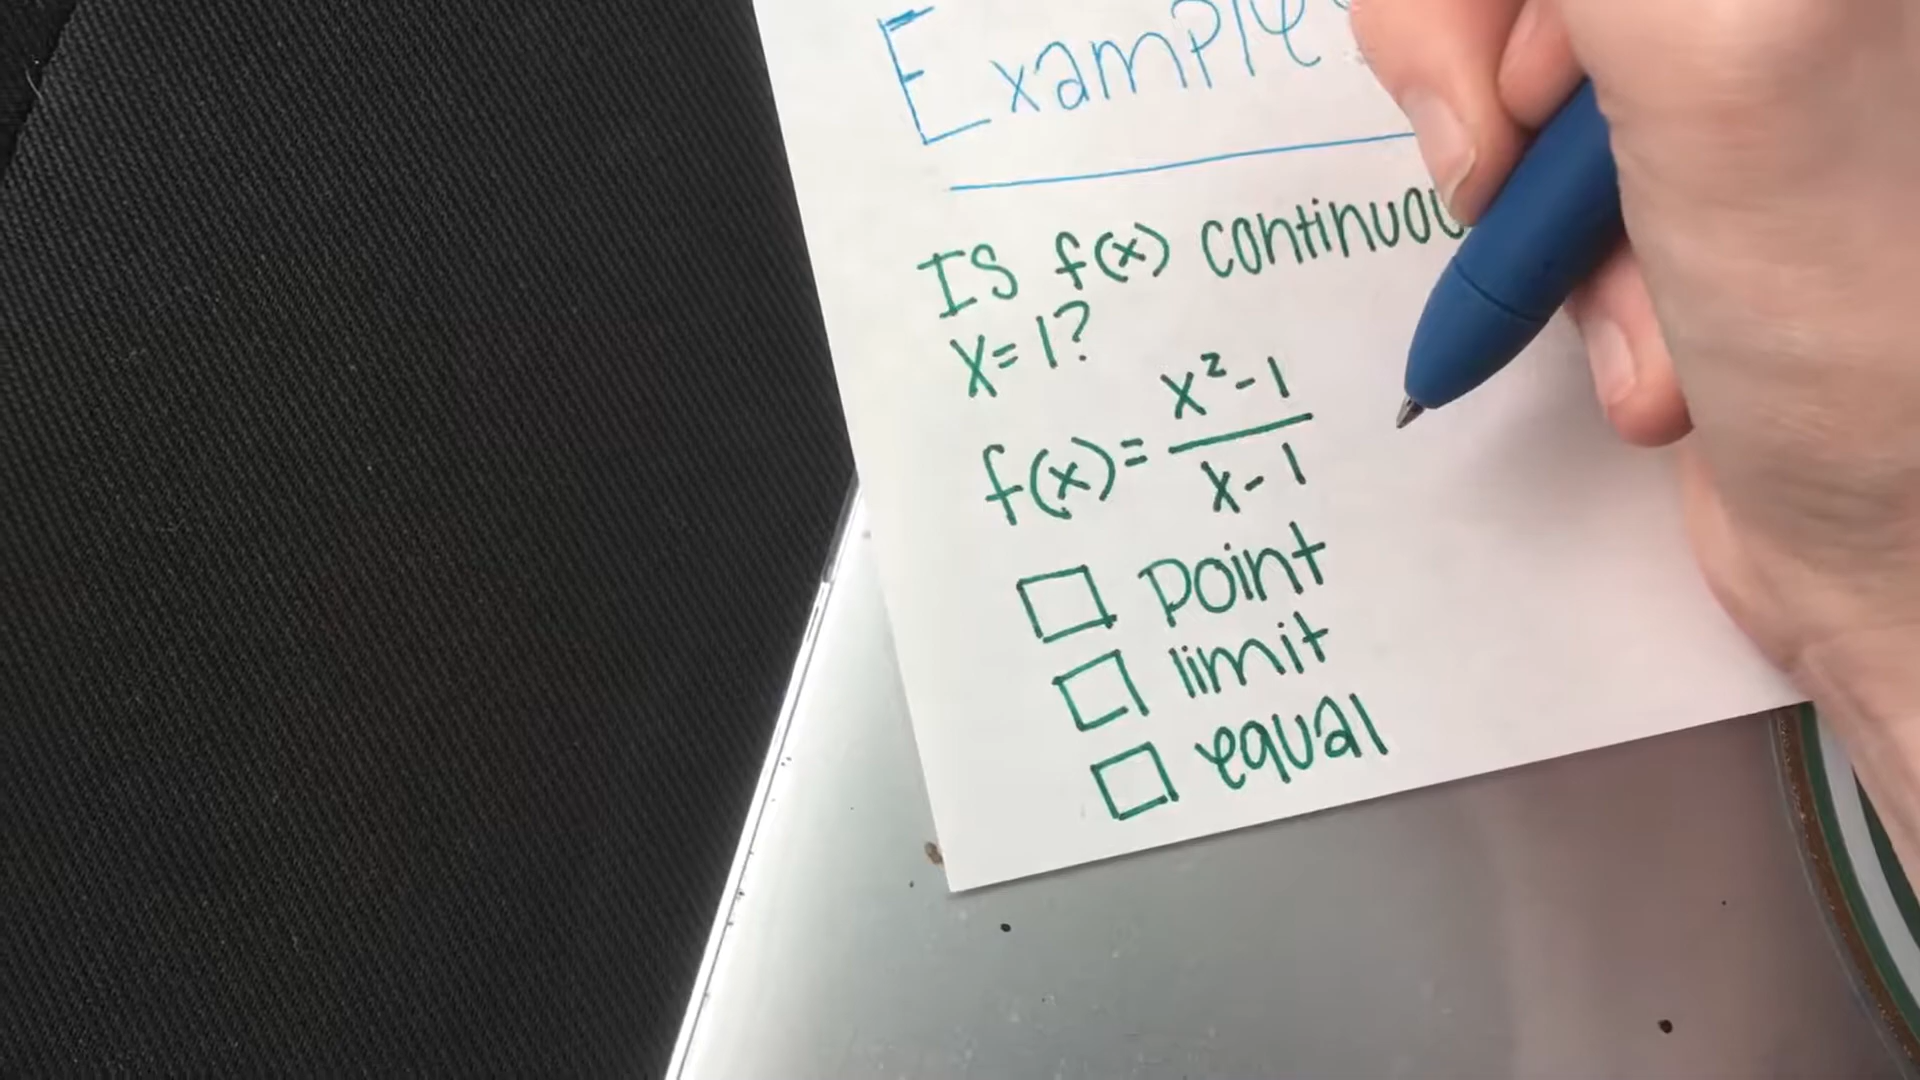 Example
Is f(x) continuou
x=1?
f(x)= x²-1
x-1
point
limit
equal